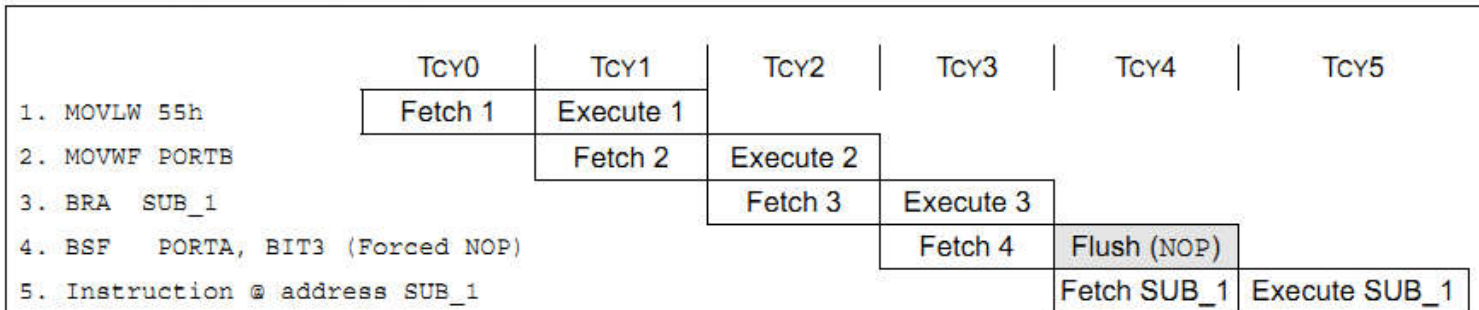 TCY0 TCY1 TCY2 TCY3 TCY4 TCY5
1. MOVLW 55h Fetch 1 Execute 1
2. MOVWF PORTB Fetch 2 Execute 2
3. BRA SUB_1 Fetch 3 Execute 3
4. BSF PORTA, BIT3 (Forced NOP) Fetch 4 Flush (NOP)
5. Instruction @ address SUB_1 Fetch SUB_1 Execute SUB_1